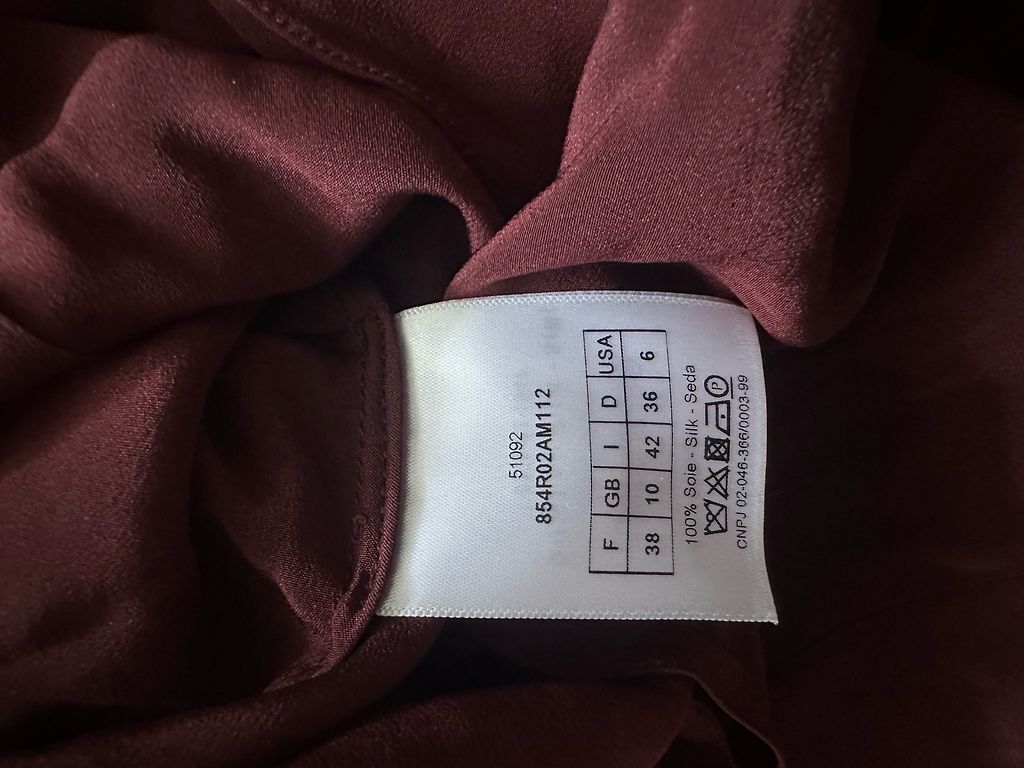 51092
854R02AM112
F GB I D USA
38 10 42 36 6
100% Soie - Silk - Seda
P
CNPJ 02-046-366/0003-99